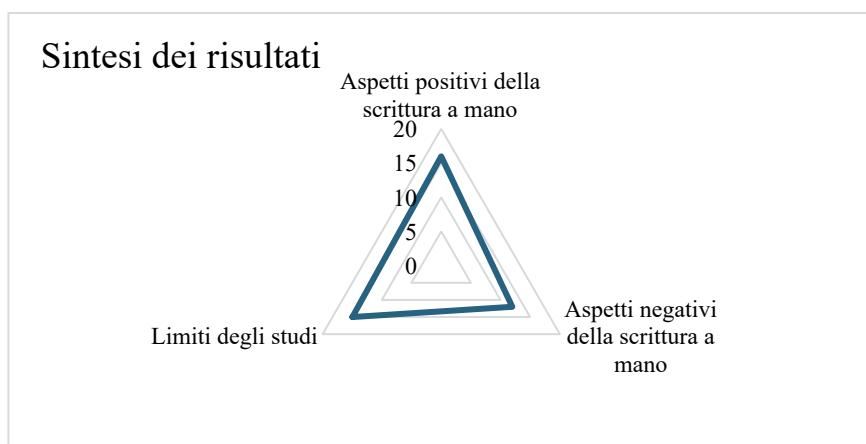 Sintesi dei risultati
Aspetti positivi della
scrittura a mano
20
15
10
5
0
Limiti degli studi
Aspetti negativi
della scrittura a
mano